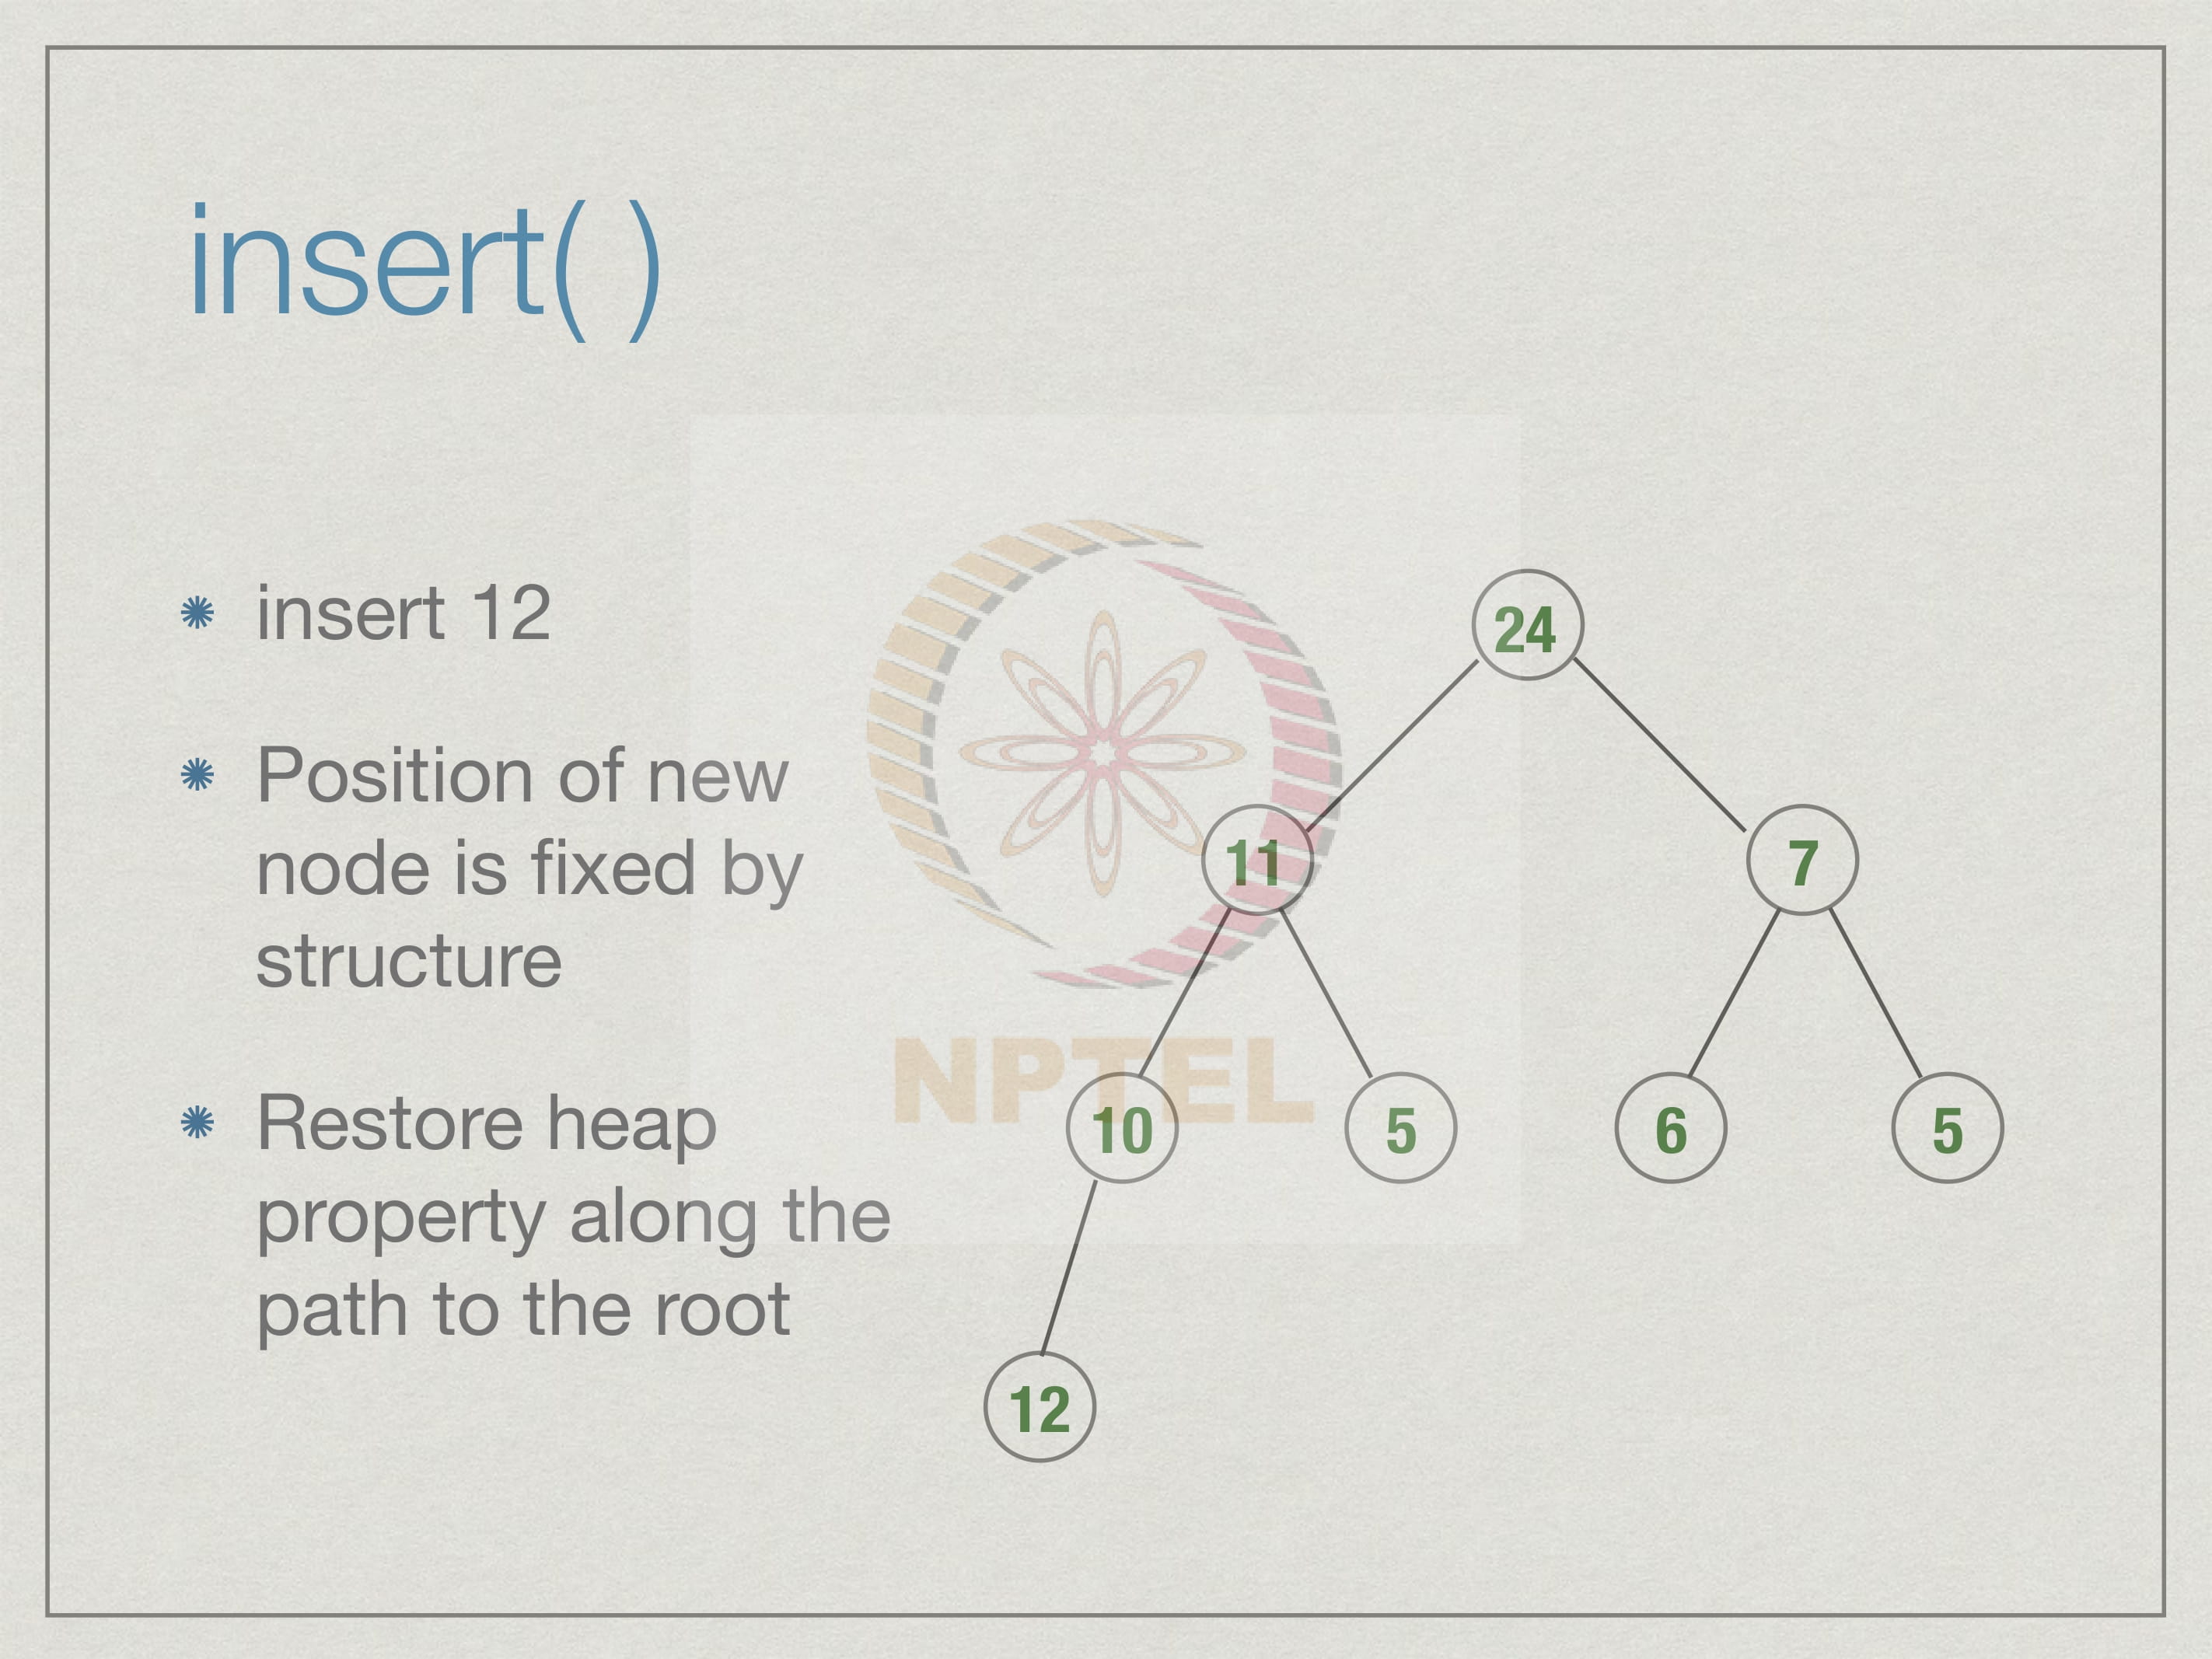 insert( )
insert 12
Position of new
node is fixed by
structure
Restore heap
property along the
path to the root
24
11
7
10
5
6
5
12
NPTEL